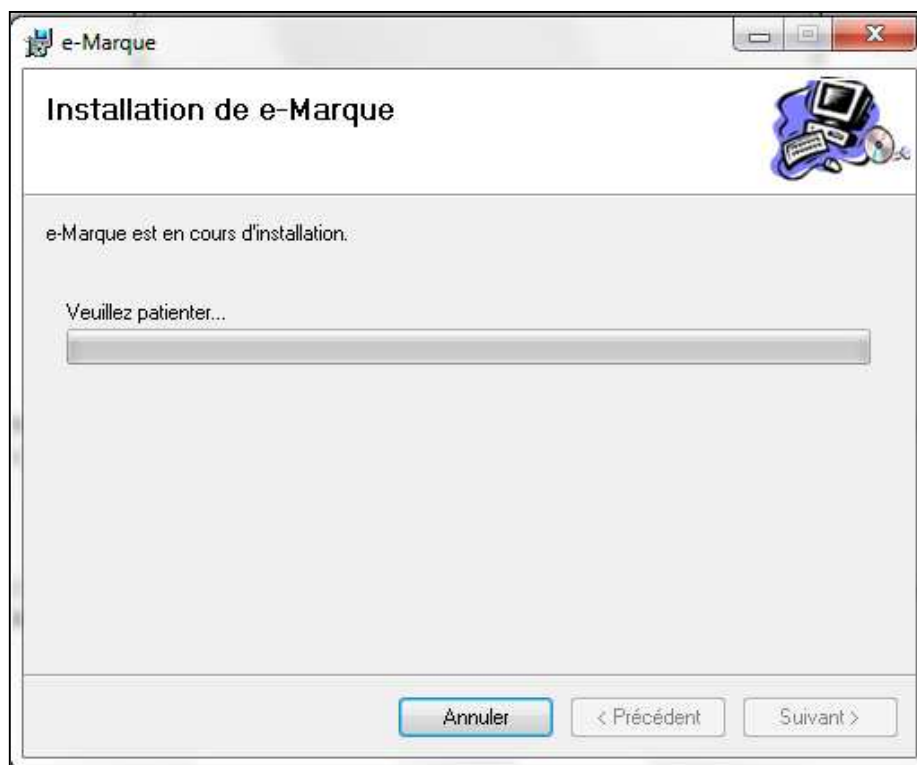 e-Marque
Installation de e-Marque
e-Marque est en cours d'installation.
Veuillez patienter...
Annuler
< Précédent
Suivant >